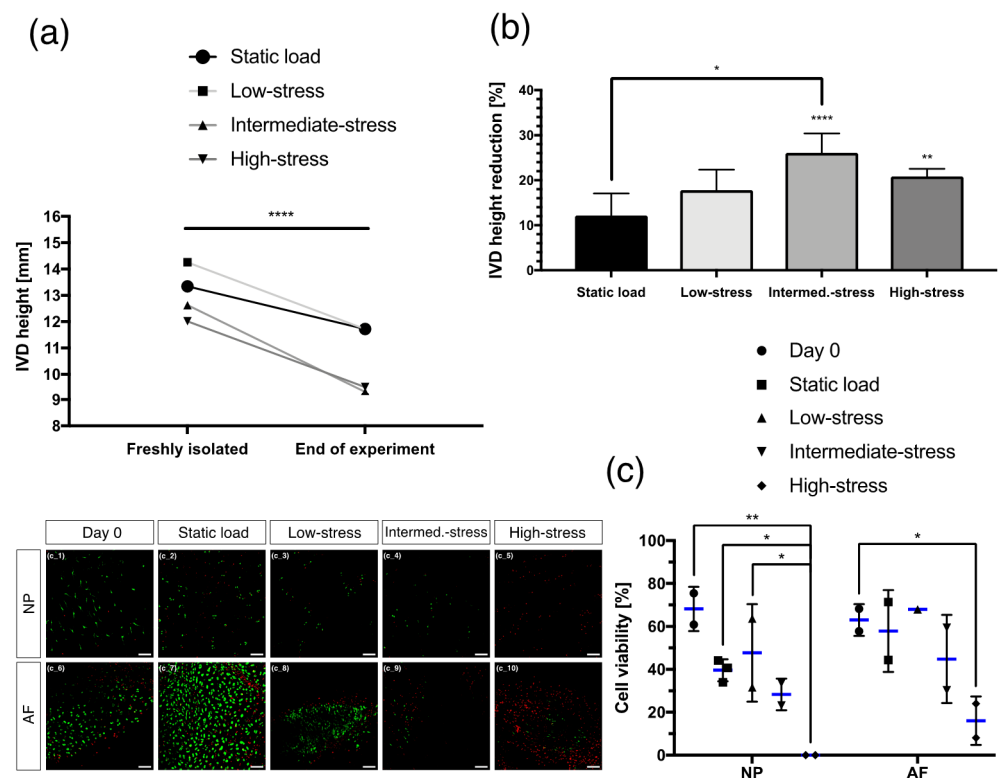 (a)
Static load
Low-stress
Intermediate-stress
High-stress
****
16
15
14
13
12
11
10
9
8
IVD height [mm]
Freshly isolated
End of experiment
(b)
*
****
**
40
30
20
10
0
IVD height reduction [%]
Static load
Low-stress
Intermed.-stress
High-stress
Day 0
Static load
Low-stress
Intermediate-stress
High-stress
(c)
Day 0
Static load
Low-stress
Intermed.-stress
High-stress
NP
(c_1)
(c_2)
(c_3)
(c_4)
(c_5)
AF
(c_6)
(c_7)
(c_8)
(c_9)
(c_10)
**
*
*
*
100
80
60
40
20
0
Cell viability [%]
NP
AF